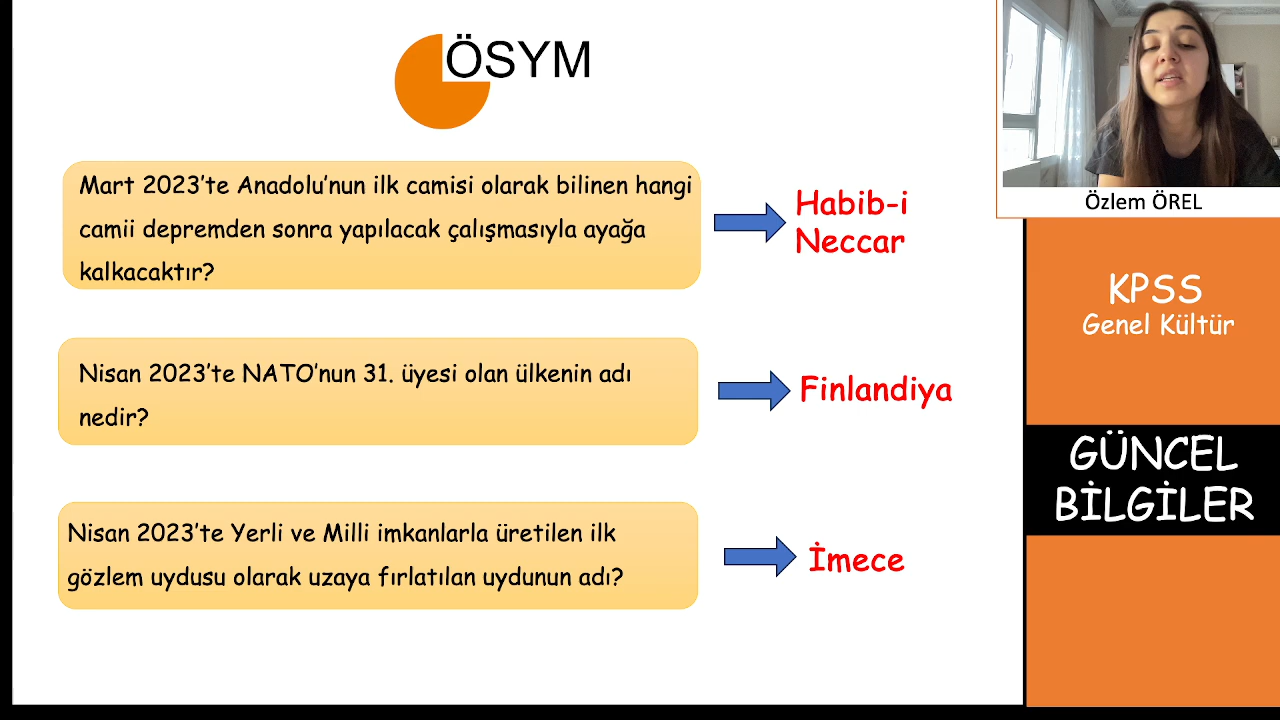 ÖSYM
Mart 2023'te Anadolu'nun ilk camisi olarak bilinen hangi
camii depremden sonra yapılacak çalışmasıyla ayağa
kalkacaktır?
Habib-i
Neccar
Nisan 2023'te NATO'nun 31. üyesi olan ülkenin adı
nedir?
Finlandiya
Nisan 2023'te Yerli ve Milli imkanlarla üretilen ilk
gözlem uydusu olarak uzaya fırlatılan uydunun adı?
İmece
Özlem ÖREL
KPSS
Genel Kültür
GÜNCEL
BİLGİLER